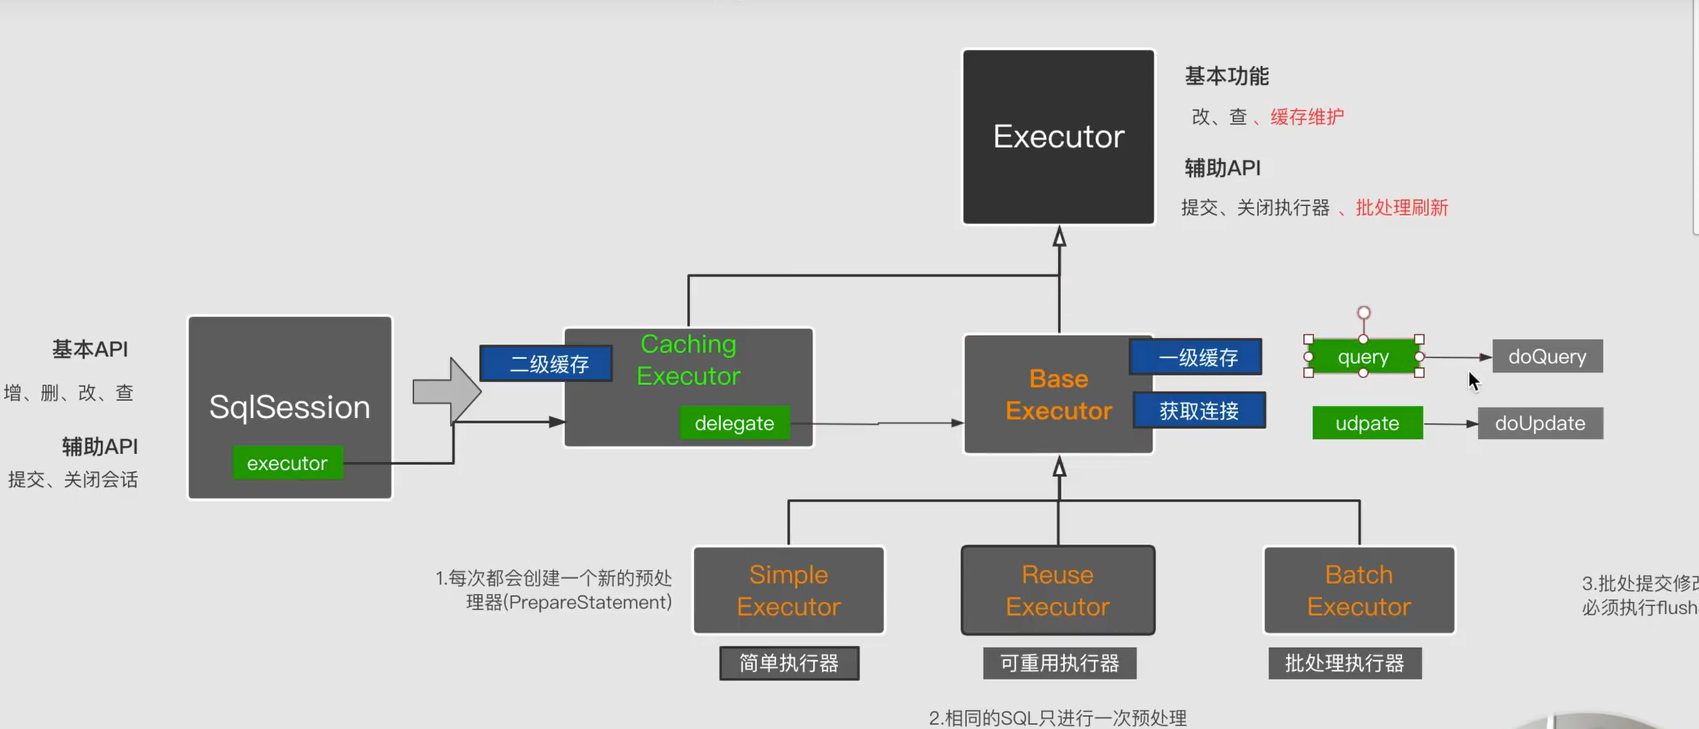 Executor
基本功能
改、查 、缓存维护
辅助API
提交、关闭执行器 、批处理刷新
基本API
增、删、改、查
辅助API
提交、关闭会话
SqlSession
executor
二级缓存
Caching
Executor
delegate
Base
Executor
一级缓存
获取连接
query
doQuery
udpate
doUpdate
1.每次都会创建一个新的预处
理器(PrepareStatement)
Simple
Executor
简单执行器
Reuse
Executor
可重用执行器
Batch
Executor
批处理执行器
2.相同的SQL只进行一次预处理
3.批处提交修改
必须执行flush